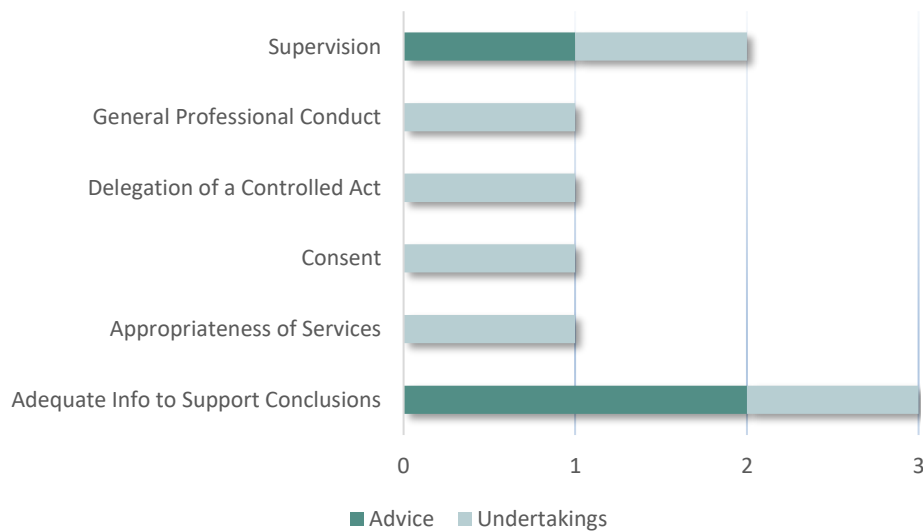 Supervision
General Professional Conduct
Delegation of a Controlled Act
Consent
Appropriateness of Services
Adequate Info to Support Conclusions
0 1 2 3
Advice Undertakings